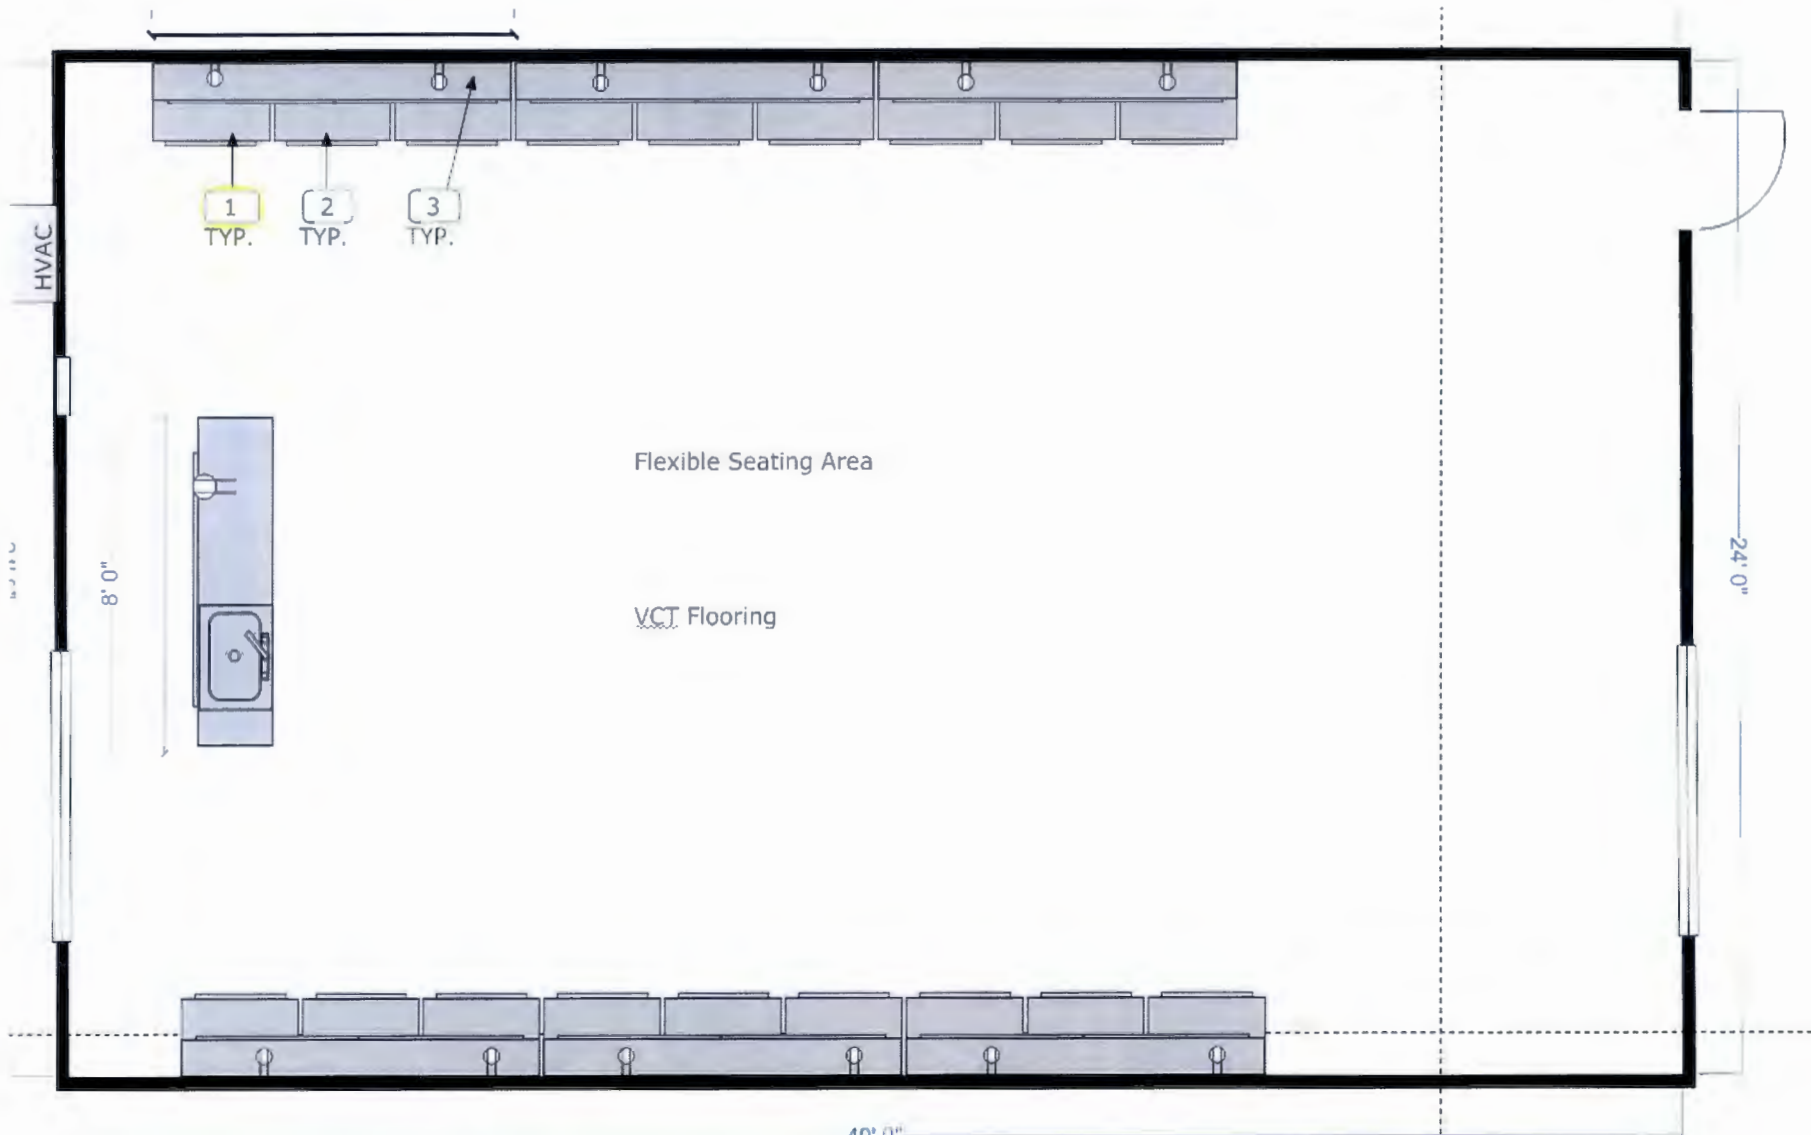 1 2 3
TYP. TYP. TYP.
HVAC
Flexible Seating Area
8' 0"
24' 0"
VCT Flooring